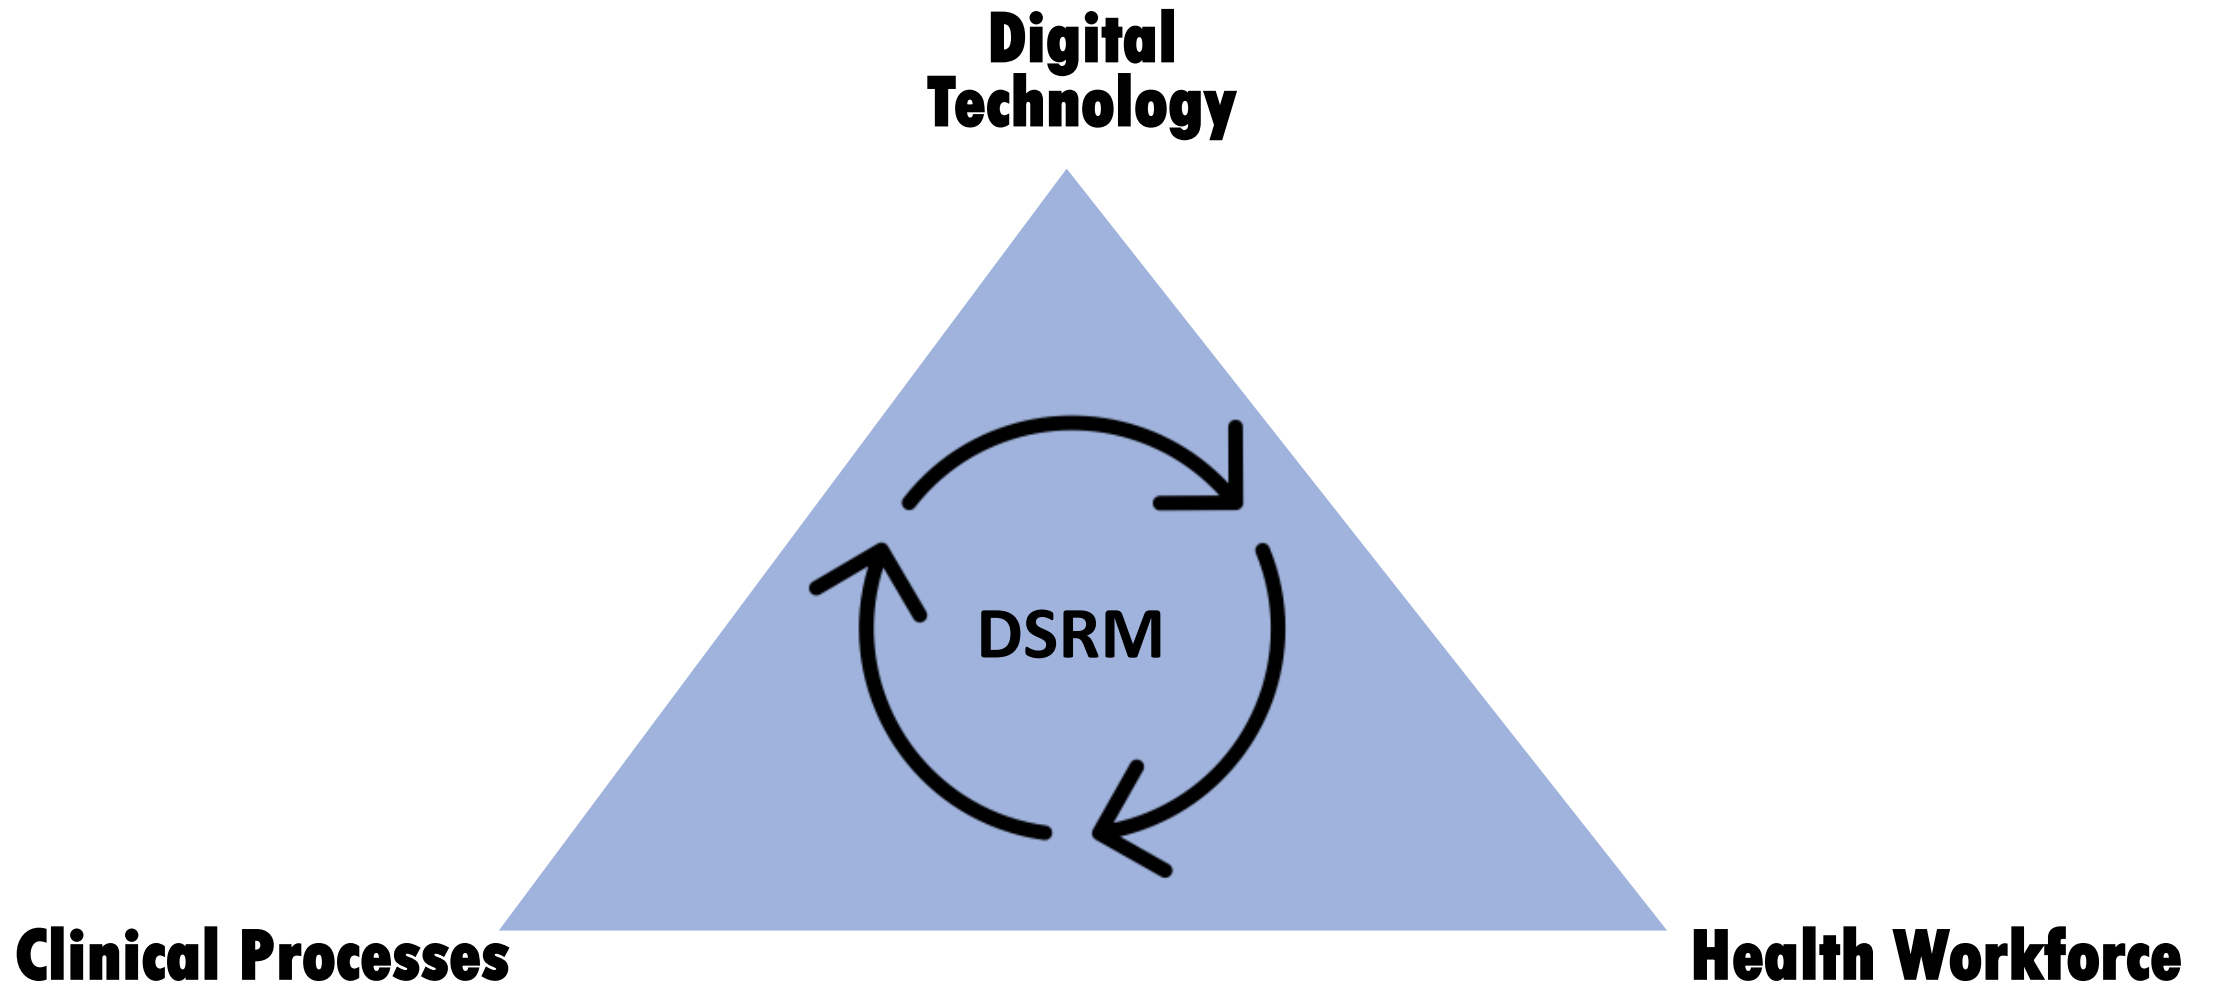 Digital
Technology
DSRM
Clinical Processes
Health Workforce